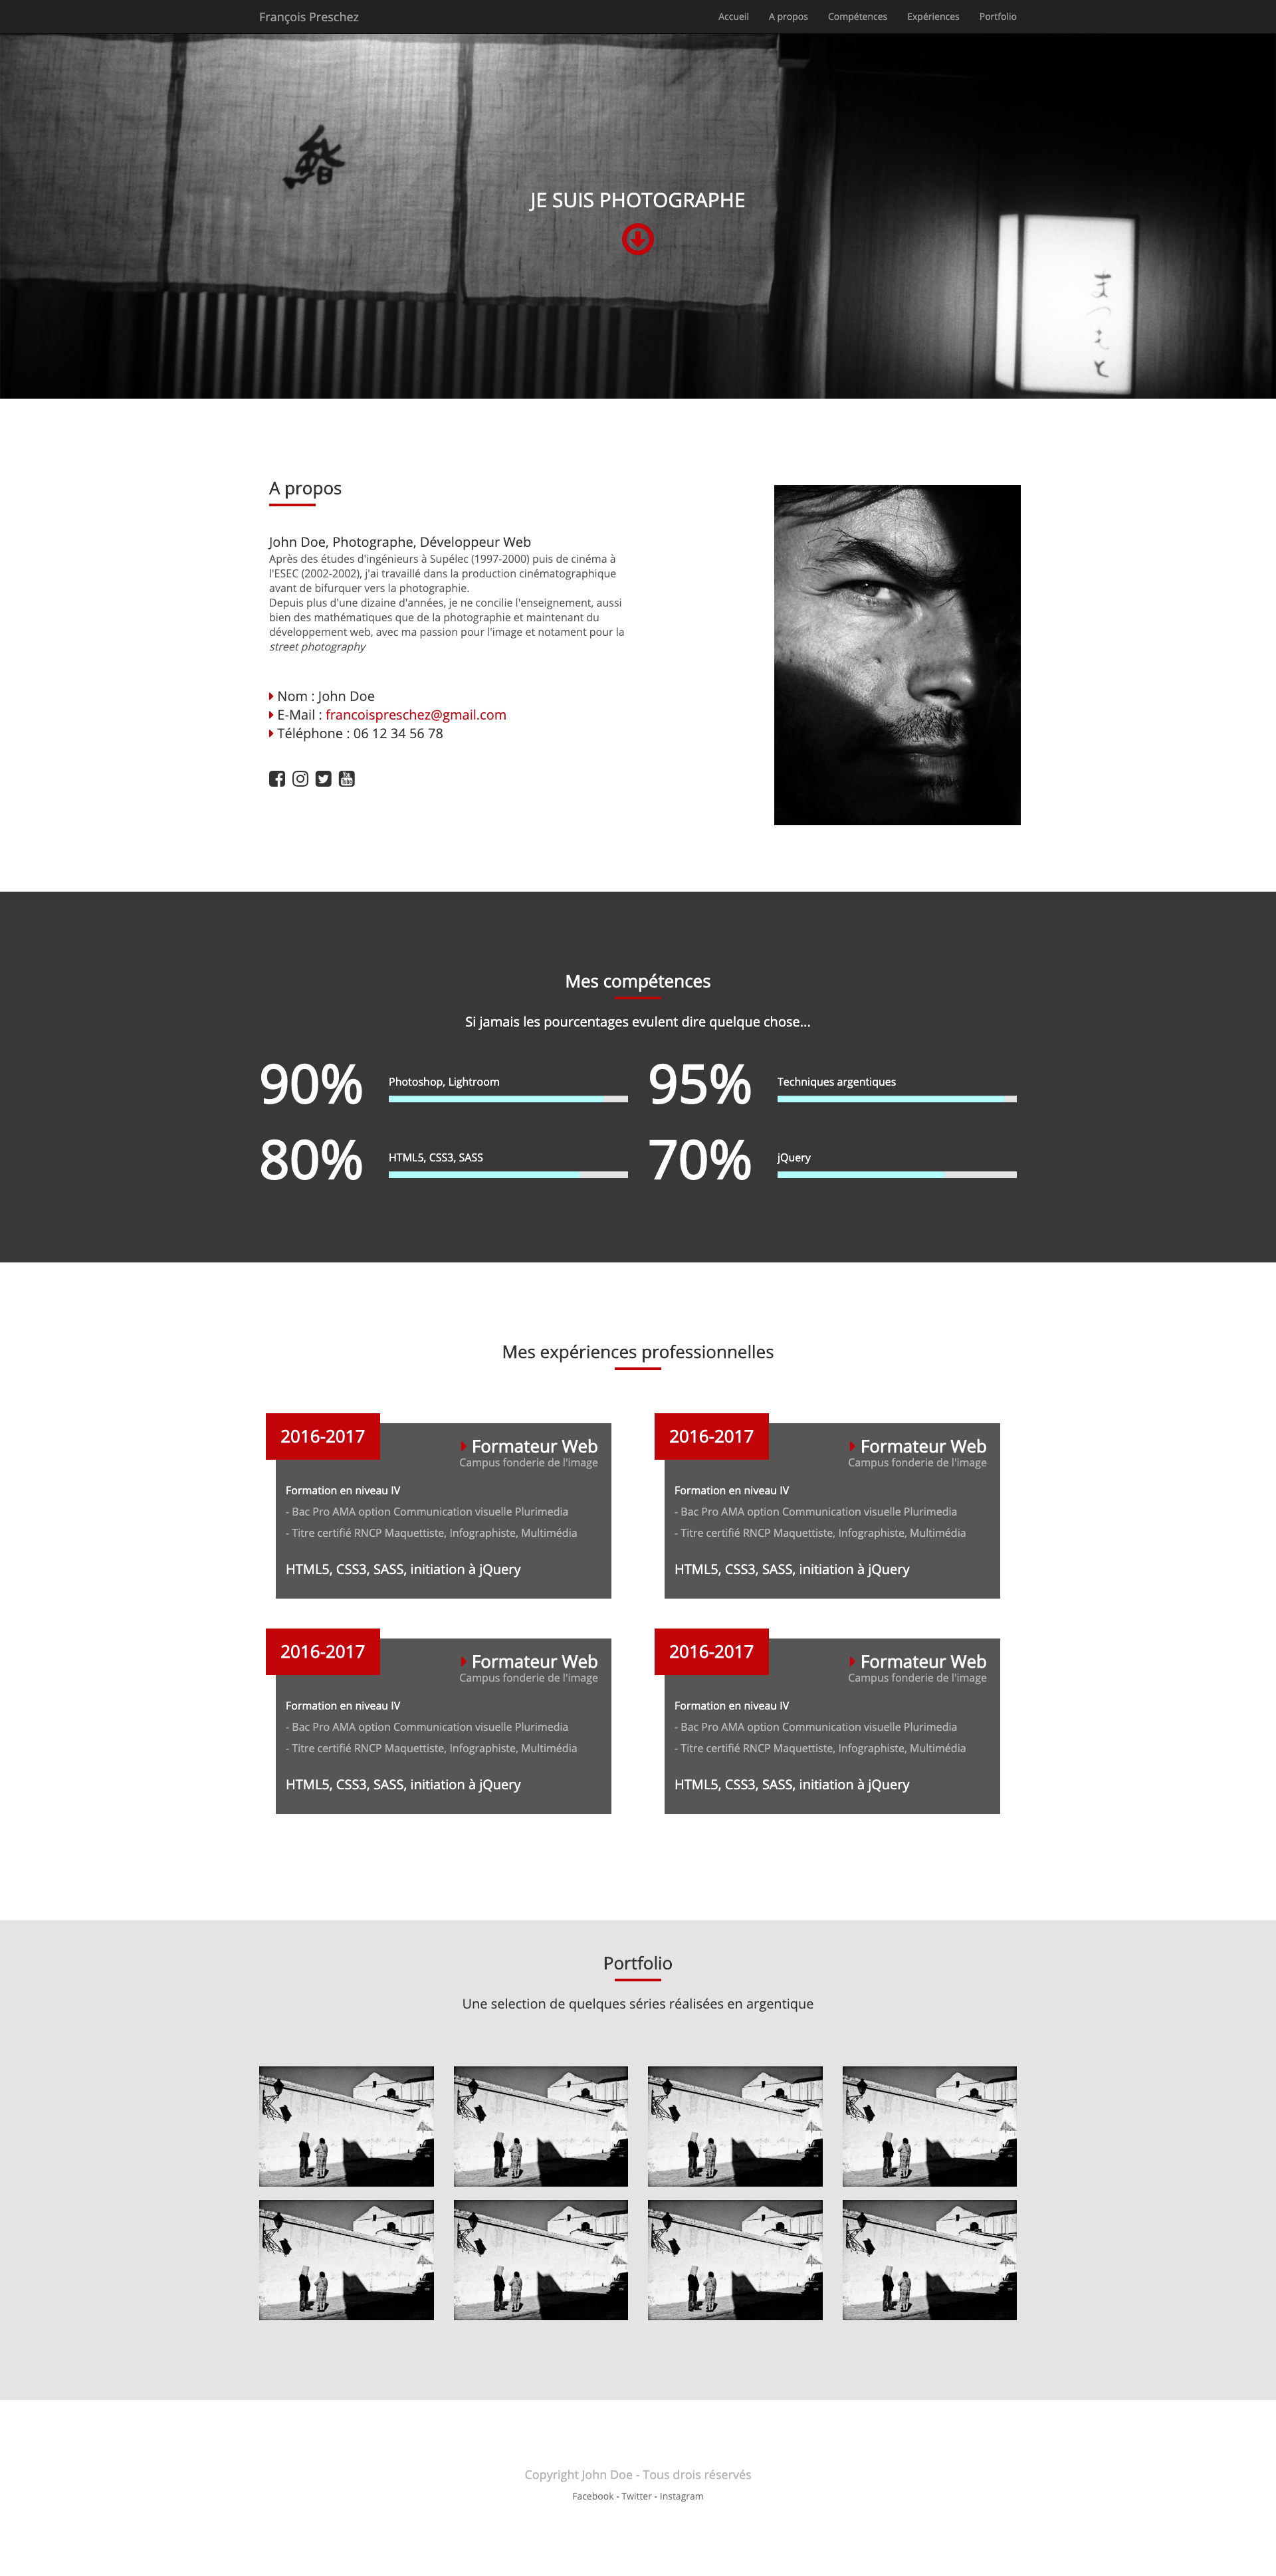 François Preschez
Accueil A propos Compétences Expériences Portfolio
鮨
JE SUIS PHOTOGRAPHE
まつもと
A propos
John Doe, Photographe, Développeur Web
Après des études d'ingénieurs à Supélec (1997-2000) puis de cinéma à
l'ESEC (2002-2002), j'ai travaillé dans la production cinématographique
avant de bifurquer vers la photographie.
Depuis plus d'une dizaine d'années, je ne concilie l'enseignement, aussi
bien des mathématiques que de la photographie et maintenant du
développement web, avec ma passion pour l'image et notament pour la
street photography
Nom : John Doe
E-Mail : francoispreschez@gmail.com
Téléphone : 06 12 34 56 78
Mes compétences
Si jamais les pourcentages evulent dire quelque chose...
90%
Photoshop, Lightroom
95%
Techniques argentiques
80%
HTML5, CSS3, SASS
70%
jQuery
Mes expériences professionnelles
2016-2017
Formateur Web
Campus fonderie de l'image
Formation en niveau IV
- Bac Pro AMA option Communication visuelle Plurimedia
- Titre certifié RNCP Maquettiste, Infographiste, Multimédia
HTML5, CSS3, SASS, initiation à jQuery
2016-2017
Formateur Web
Campus fonderie de l'image
Formation en niveau IV
- Bac Pro AMA option Communication visuelle Plurimedia
- Titre certifié RNCP Maquettiste, Infographiste, Multimédia
HTML5, CSS3, SASS, initiation à jQuery
2016-2017
Formateur Web
Campus fonderie de l'image
Formation en niveau IV
- Bac Pro AMA option Communication visuelle Plurimedia
- Titre certifié RNCP Maquettiste, Infographiste, Multimédia
HTML5, CSS3, SASS, initiation à jQuery
2016-2017
Formateur Web
Campus fonderie de l'image
Formation en niveau IV
- Bac Pro AMA option Communication visuelle Plurimedia
- Titre certifié RNCP Maquettiste, Infographiste, Multimédia
HTML5, CSS3, SASS, initiation à jQuery
Portfolio
Une selection de quelques séries réalisées en argentique
Copyright John Doe - Tous drois réservés
Facebook - Twitter - Instagram